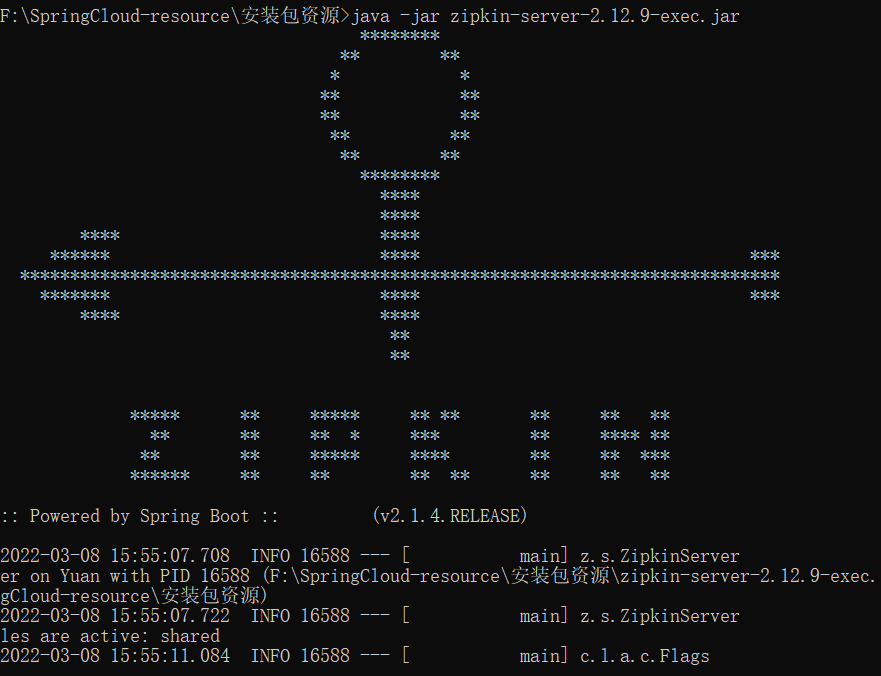 F:\SpringCloud-resource\安装包资源>java -jar zipkin-server-2.12.9-exec.jar
ZIPKIN
:: Powered by Spring Boot ::         (v2.1.4.RELEASE)
2022-03-08 15:55:07.708  INFO 16588 --- [           main] z.s.ZipkinServer
er on Yuan with PID 16588 (F:\SpringCloud-resource\安装包资源\zipkin-server-2.12.9-exec.
gCloud-resource\安装包资源)
2022-03-08 15:55:07.722  INFO 16588 --- [           main] z.s.ZipkinServer
les are active: shared
2022-03-08 15:55:11.084  INFO 16588 --- [           main] c.l.a.c.Flags